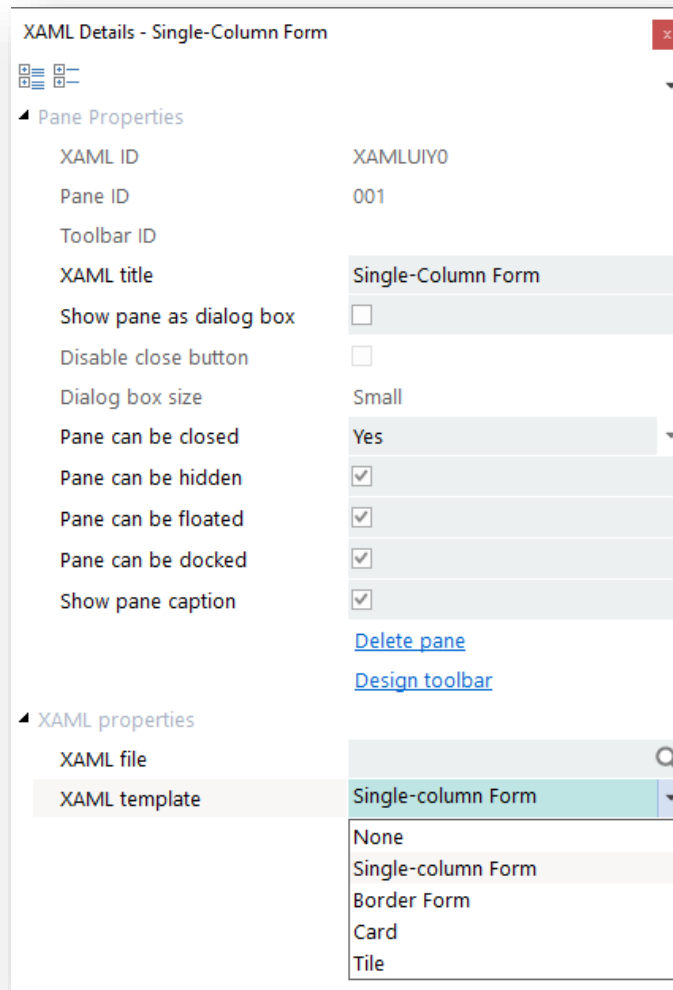 XAML Details - Single-Column Form
x
Pane Properties
XAML ID XAMLUIY0
Pane ID 001
Toolbar ID
XAML title Single-Column Form
Show pane as dialog box
Disable close button
Dialog box size Small
Pane can be closed Yes
Pane can be hidden
Pane can be floated
Pane can be docked
Show pane caption
Delete pane
Design toolbar
XAML properties
XAML file
XAML template Single-column Form
None
Single-column Form
Border Form
Card
Tile